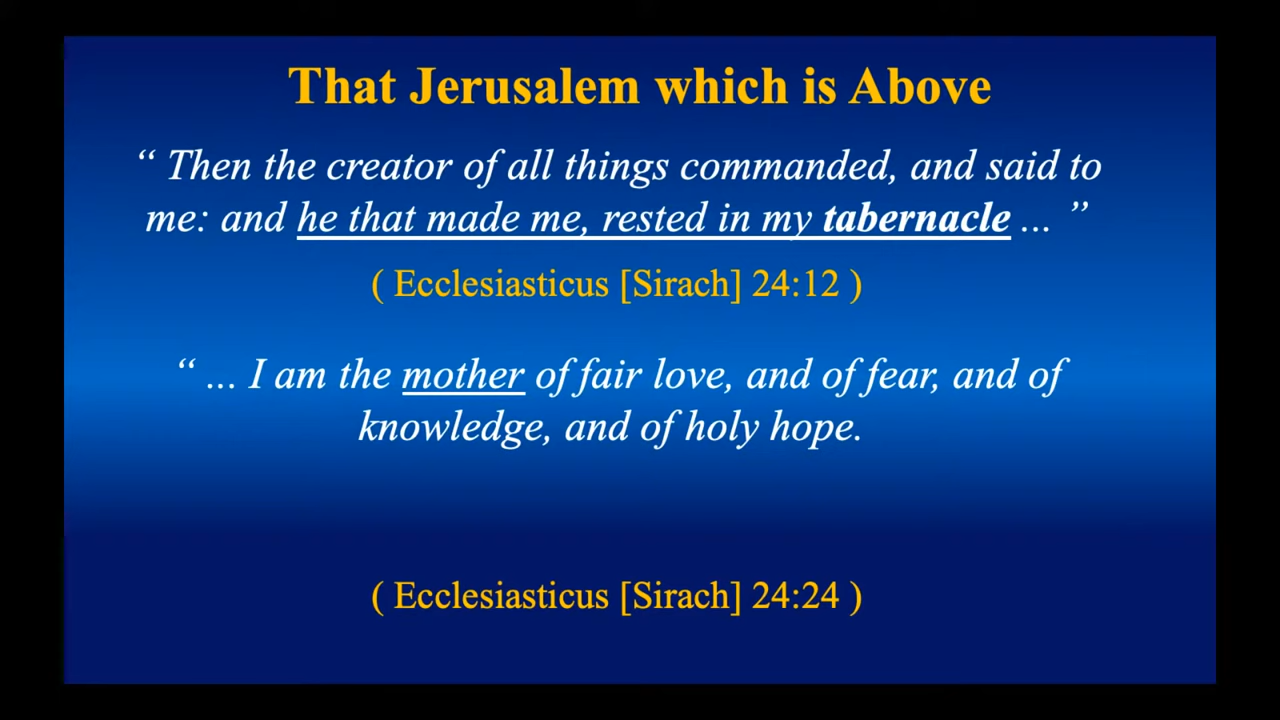 That Jerusalem which is Above
“ Then the creator of all things commanded, and said to
me: and he that made me, rested in my tabernacle ... ”
( Ecclesiasticus [Sirach] 24:12 )
“ ... I am the mother of fair love, and of fear, and of
knowledge, and of holy hope.
( Ecclesiasticus [Sirach] 24:24 )